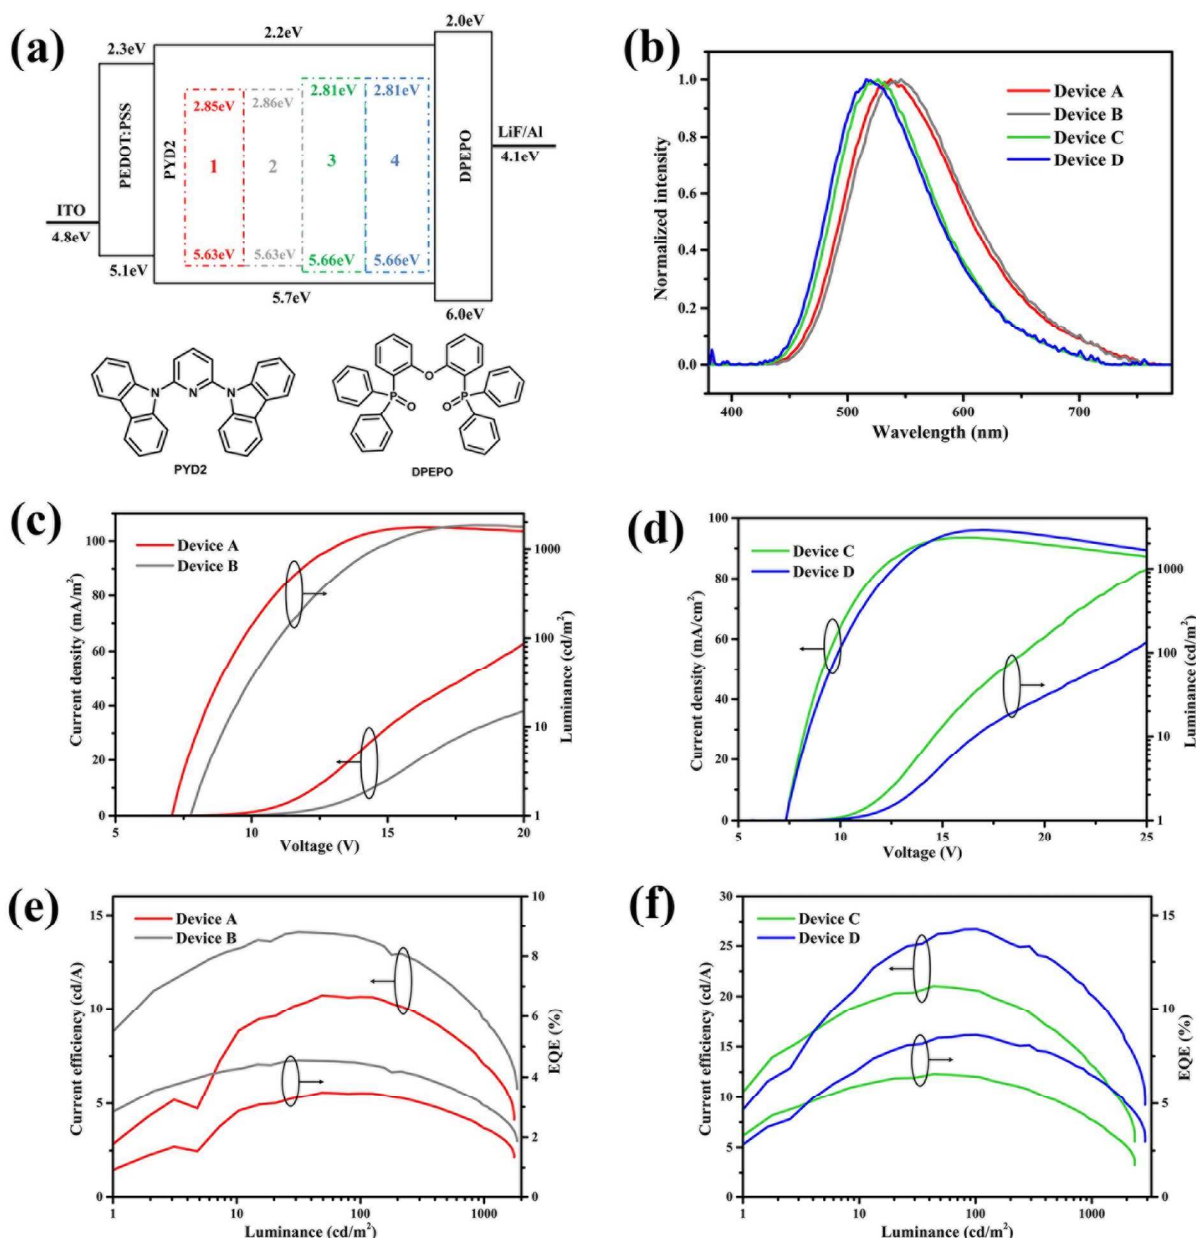 (a)
2.0eV
2.3eV
2.2eV
2.85eV
2.86eV
2.81eV
2.81eV
PEDOT:PSS
PYD2
1
2
3
4
DPEPO
LiF/Al
4.1eV
ITO
4.8eV
5.63eV
5.63eV
5.66eV
5.66eV
5.1eV
5.7eV
6.0eV
N
N
N
O
P
O
P
O
PYD2
DPEPO
(b)
Device A
Device B
Device C
Device D
Normalized intensity
1.0
0.8
0.6
0.4
0.2
0.0
400
500
600
700
Wavelength (nm)
(c)
Device A
Device B
Current density (mA/m²)
100
80
60
40
20
0
5
10
15
20
Voltage (V)
1000
100
10
1
Luminance (cd/m²)
(d)
Device C
Device D
Current density (mA/cm²)
100
80
60
40
20
0
5
10
15
20
25
Voltage (V)
1000
100
10
1
Luminance (cd/m²)
(e)
Device A
Device B
Current efficiency (cd/A)
15
10
5
0
1
10
100
1000
Luminance (cd/m²)
10
8
6
4
2
0
EQE (%)
(f)
Device C
Device D
Current efficiency (cd/A)
30
25
20
15
10
5
0
1
10
100
1000
Luminance (cd/m²)
15
10
5
0
EQE (%)